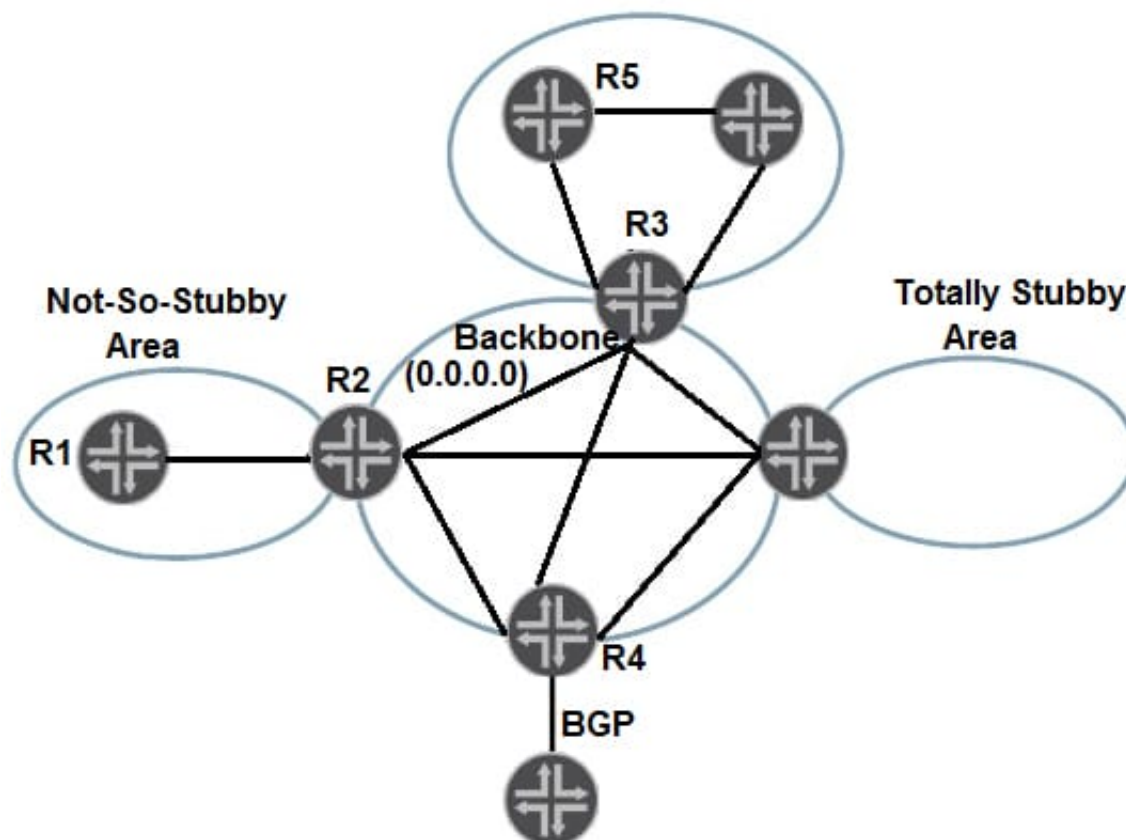 R5
R3
Not-So-Stubby
Area
Totally Stubby
Area
Backbone
(0.0.0.0)
R2
R1
R4
BGP